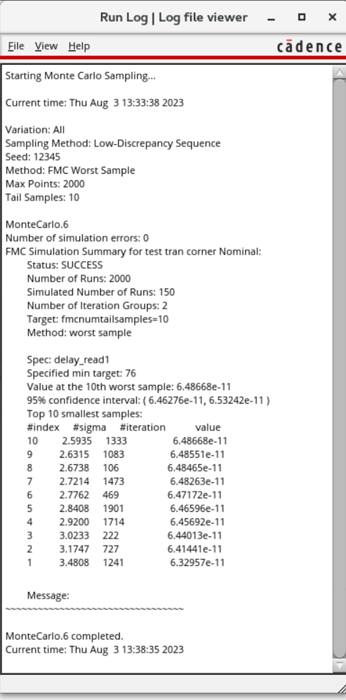 Run Log | Log file viewer
File View Help
cādence
Starting Monte Carlo Sampling...
Current time: Thu Aug 3 13:33:38 2023
Variation: All
Sampling Method: Low-Discrepancy Sequence
Seed: 12345
Method: FMC Worst Sample
Max Points: 2000
Tail Samples: 10
MonteCarlo.6
Number of simulation errors: 0
FMC Simulation Summary for test tran corner Nominal:
Status: SUCCESS
Number of Runs: 2000
Simulated Number of Runs: 150
Number of Iteration Groups: 2
Target: fmcnumtailsamples=10
Method: worst sample
Spec: delay_read1
Specified min target: 76
Value at the 10th worst sample: 6.48668e-11
95% confidence interval: ( 6.46276e-11, 6.53242e-11 )
Top 10 smallest samples:
#index #sigma #iteration value
10 2.5935 1333 6.48668e-11
9 2.6315 1083 6.48551e-11
8 2.6738 106 6.48465e-11
7 2.7214 1473 6.48263e-11
6 2.7762 469 6.47172e-11
5 2.8408 1901 6.46596e-11
4 2.9200 1714 6.45692e-11
3 3.0233 222 6.44013e-11
2 3.1747 727 6.41441e-11
1 3.4808 1241 6.32957e-11
Message:
~~~~~~~~~~~~~~~~~~~~~~~~~~~~~~~~
MonteCarlo.6 completed.
Current time: Thu Aug 3 13:38:35 2023